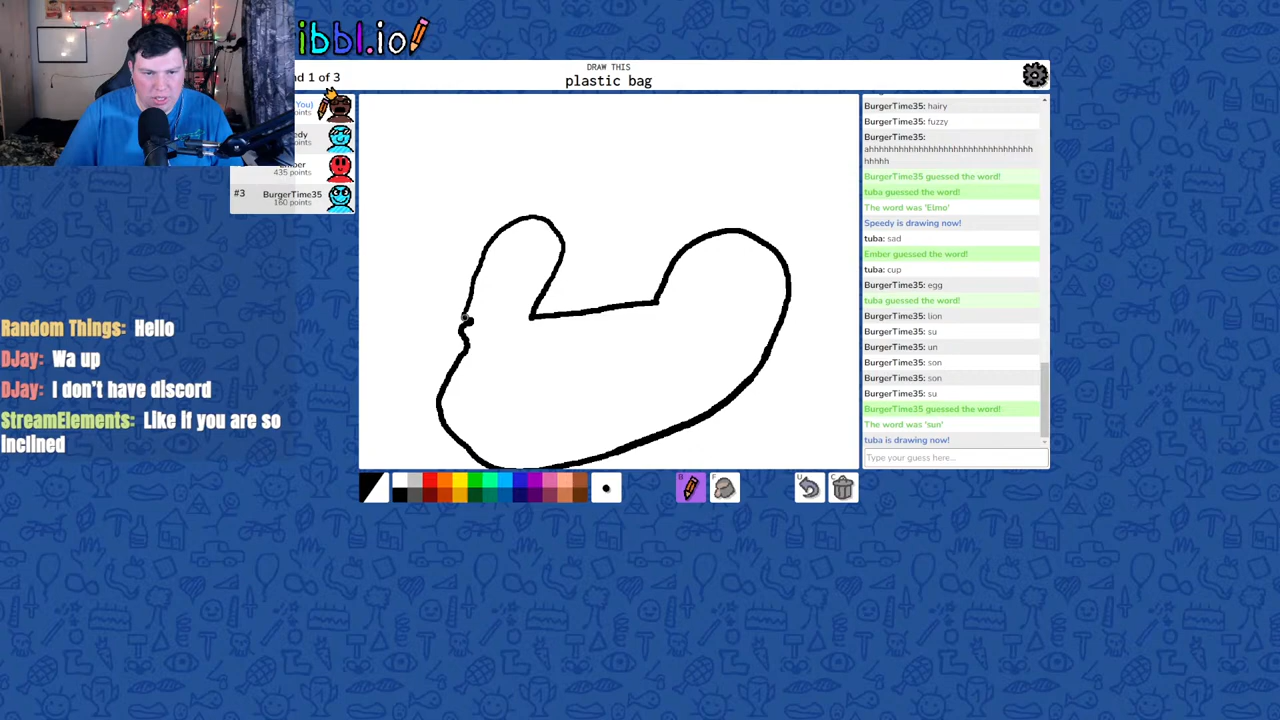 ibbl.io
nd 1 of 3
DRAW THIS
plastic bag
You)
points
edy
points
mber
435 points
#3
BurgerTime35
160 points
BurgerTime35: hairy
BurgerTime35: fuzzy
BurgerTime35:
ahhhhhhhhhhhhhhhhhhhhhhhhhhhhhhhh
hhhhh
BurgerTime35 guessed the word!
tuba guessed the word!
The word was 'Elmo'
Speedy is drawing now!
tuba: sad
Ember guessed the word!
tuba: cup
BurgerTime35: egg
tuba guessed the word!
BurgerTime35: lion
BurgerTime35: su
BurgerTime35: un
BurgerTime35: son
BurgerTime35: son
BurgerTime35: su
BurgerTime35 guessed the word!
The word was 'sun'
tuba is drawing now!
Type your guess here...
Random Things: Hello
DJay: Wa up
DJay: I don't have discord
StreamElements: Like if you are so
inclined
B
F
U
C